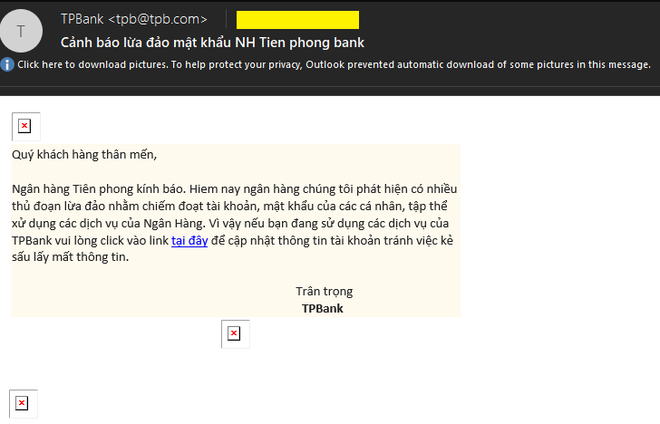 T
TPBank <tpb@tpb.com>
Cảnh báo lừa đảo mật khẩu NH Tien phong bank
Click here to download pictures. To help protect your privacy, Outlook prevented automatic download of some pictures in this message.
Quý khách hàng thân mến,
Ngân hàng Tiên phong kính báo. Hiem nay ngân hàng chúng tôi phát hiện có nhiều
thủ đoạn lừa đảo nhằm chiếm đoạt tài khoản, mật khẩu của các cá nhân, tập thể
xử dụng các dịch vụ của Ngân Hàng. Vì vậy nếu bạn đang sử dụng các dịch vụ của
TPBank vui lòng click vào link tại đây để cập nhật thông tin tài khoản tránh việc kẻ
sấu lấy mất thông tin.
Trân trọng
TPBank